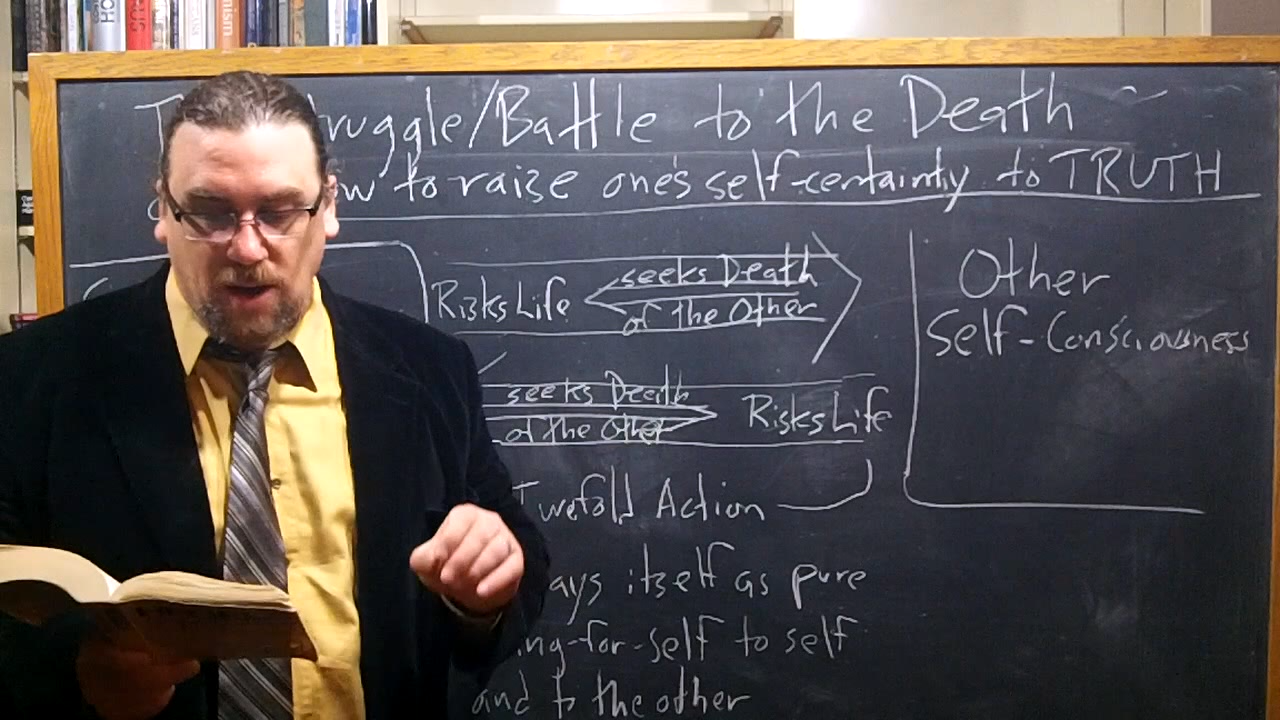 T ruggle/Battle to the Death
ow to raise one's self-certainty to TRUTH
Risks Life
seeks Death
of the Other
Other
Self-Consciousness
seeks Death
of the Other
Risks Life
Twofold Action
ays itself as pure
ing-for-self to self
and to the other